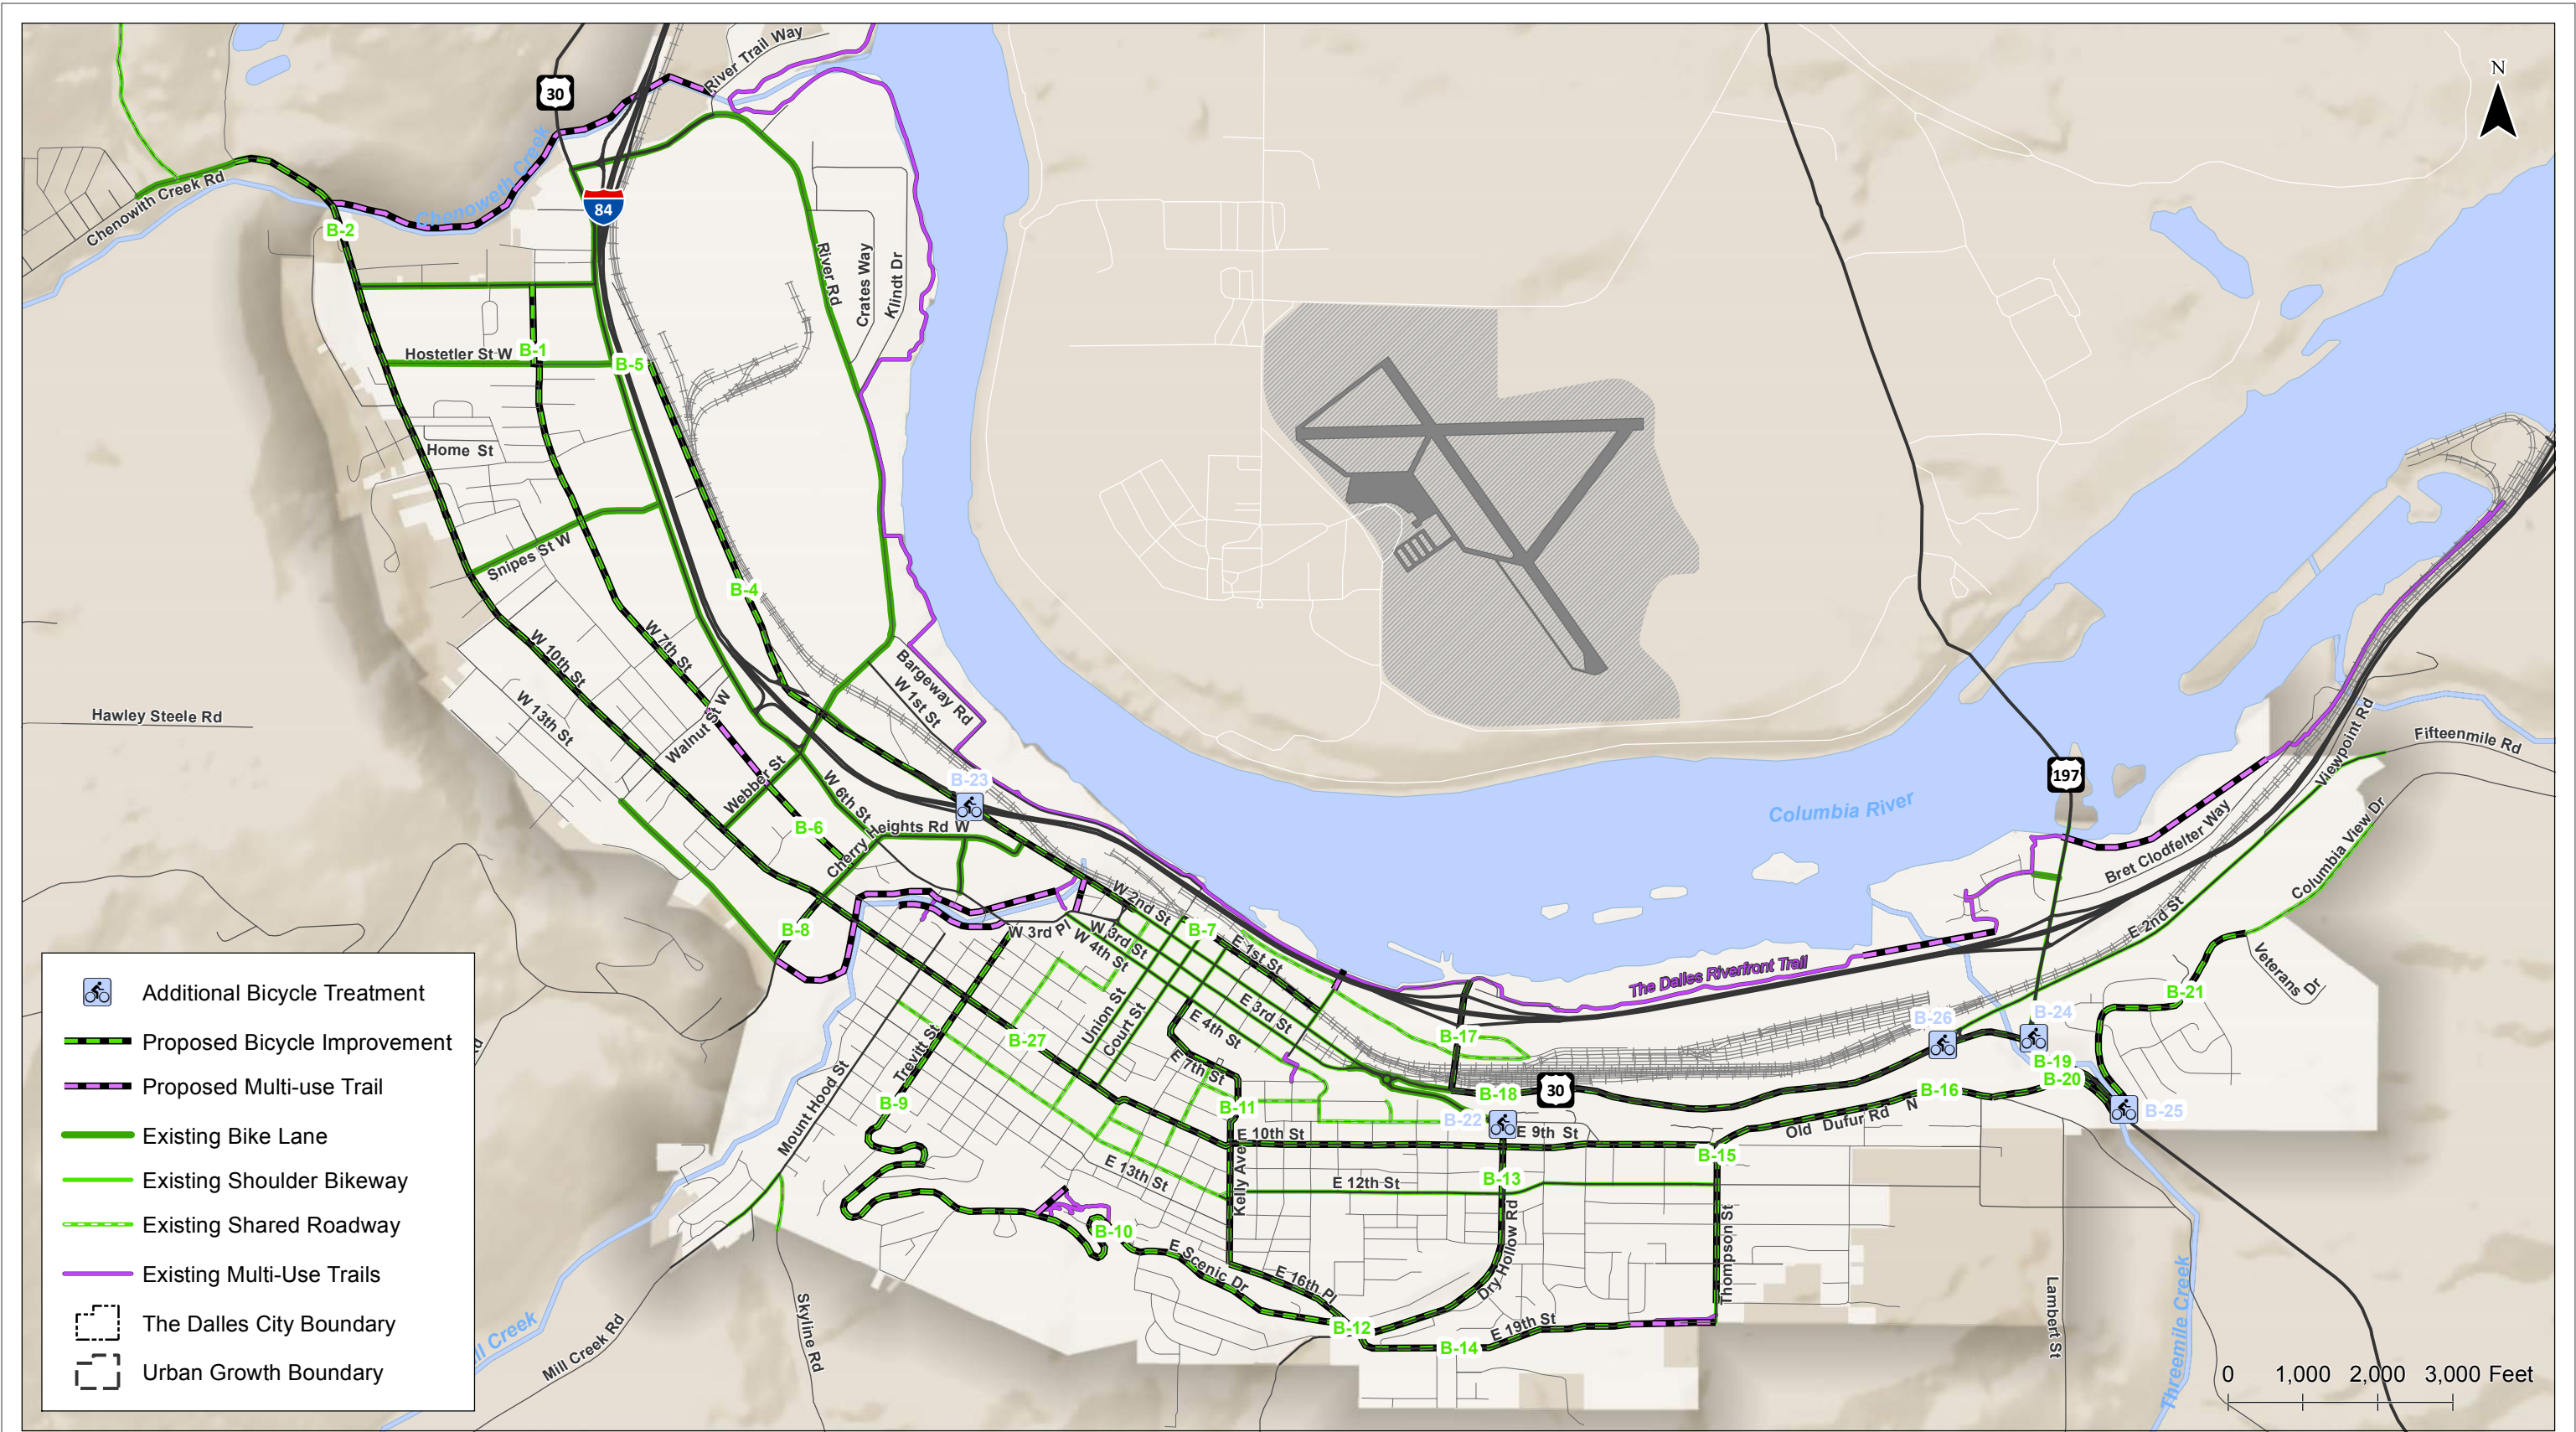 River Trail Way
N
30
Chenoweth Creek
Chenowith Creek Rd
84
B-2
River Rd
Crates Way
Klindt Dr
Hostetler St W
B-1
B-5
Home St
Snipes St W
B-4
W 7th St
W 10th St
W 13th St
Bargeway Rd
W 1st St
Hawley Steele Rd
Walnut St W
Webber St
W 6th St
B-23
B-6
Cherry Heights Rd W
197
Columbia River
Viewpoint Rd
Fifteenmile Rd
Bret Clodfelter Way
Columbia View Dr
W 2nd St
W 3rd Pl
W 3rd St
W 4th St
B-7
B-8
E 1st St
E 2nd St
The Dalles Riverfront Trail
Veterans Dr
B-21
Union St
Court St
E 3rd St
E 4th St
B-17
B-26
B-24
B-27
Trevitt St
E 7th St
B-19
B-20
B-9
B-11
B-18
30
B-16
B-25
Mount Hood St
B-22
Old Dufur Rd N
E 10th St
E 9th St
B-15
E 13th St
Kelly Ave
E 12th St
B-13
B-10
Dry Hollow Rd
Thompson St
E Scenic Dr
E 16th Pl
B-12
B-14
E 19th St
Lambert St
Threemile Creek
Skyline Rd
Mill Creek Rd
ll Creek
Rd
Additional Bicycle Treatment
Proposed Bicycle Improvement
Proposed Multi-use Trail
Existing Bike Lane
Existing Shoulder Bikeway
Existing Shared Roadway
Existing Multi-Use Trails
The Dalles City Boundary
Urban Growth Boundary
0 1,000 2,000 3,000 Feet